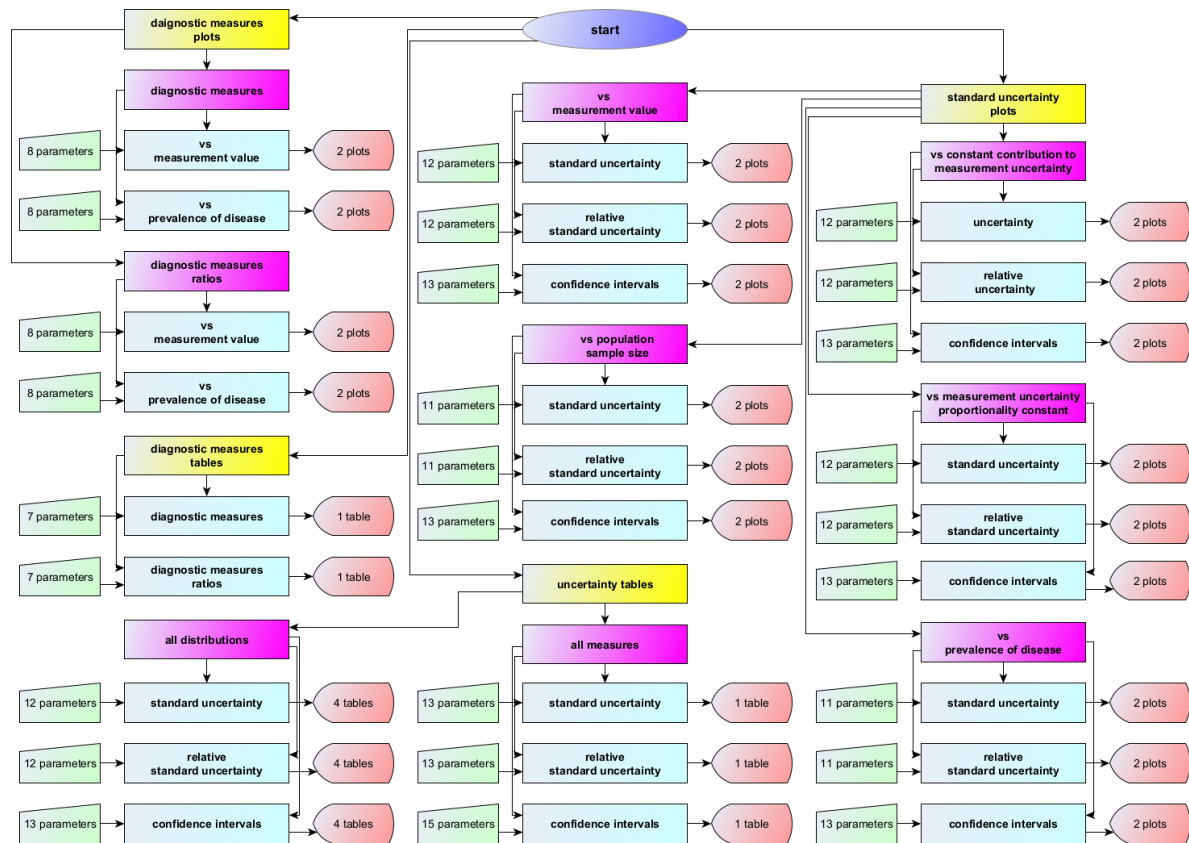 start
daignostic measures
plots
diagnostic measures
8 parameters
vs
measurement value
2 plots
8 parameters
vs
prevalence of disease
2 plots
diagnostic measures
ratios
8 parameters
vs
measurement value
2 plots
8 parameters
vs
prevalence of disease
2 plots
diagnostic measures
tables
7 parameters
diagnostic measures
1 table
7 parameters
diagnostic measures
ratios
1 table
all distributions
12 parameters
standard uncertainty
4 tables
12 parameters
relative
standard uncertainty
4 tables
13 parameters
confidence intervals
4 tables
vs
measurement value
12 parameters
standard uncertainty
2 plots
12 parameters
relative
standard uncertainty
2 plots
13 parameters
confidence intervals
2 plots
vs population
sample size
11 parameters
standard uncertainty
2 plots
11 parameters
relative
standard uncertainty
2 plots
13 parameters
confidence intervals
2 plots
uncertainty tables
all measures
13 parameters
standard uncertainty
1 table
13 parameters
relative
standard uncertainty
1 table
15 parameters
confidence intervals
1 table
standard uncertainty
plots
vs constant contribution to
measurement uncertainty
12 parameters
uncertainty
2 plots
12 parameters
relative
uncertainty
2 plots
13 parameters
confidence intervals
2 plots
vs measurement uncertainty
proportionality constant
12 parameters
standard uncertainty
2 plots
12 parameters
relative
standard uncertainty
2 plots
13 parameters
confidence intervals
2 plots
vs
prevalence of disease
11 parameters
standard uncertainty
2 plots
11 parameters
relative
standard uncertainty
2 plots
13 parameters
confidence intervals
2 plots